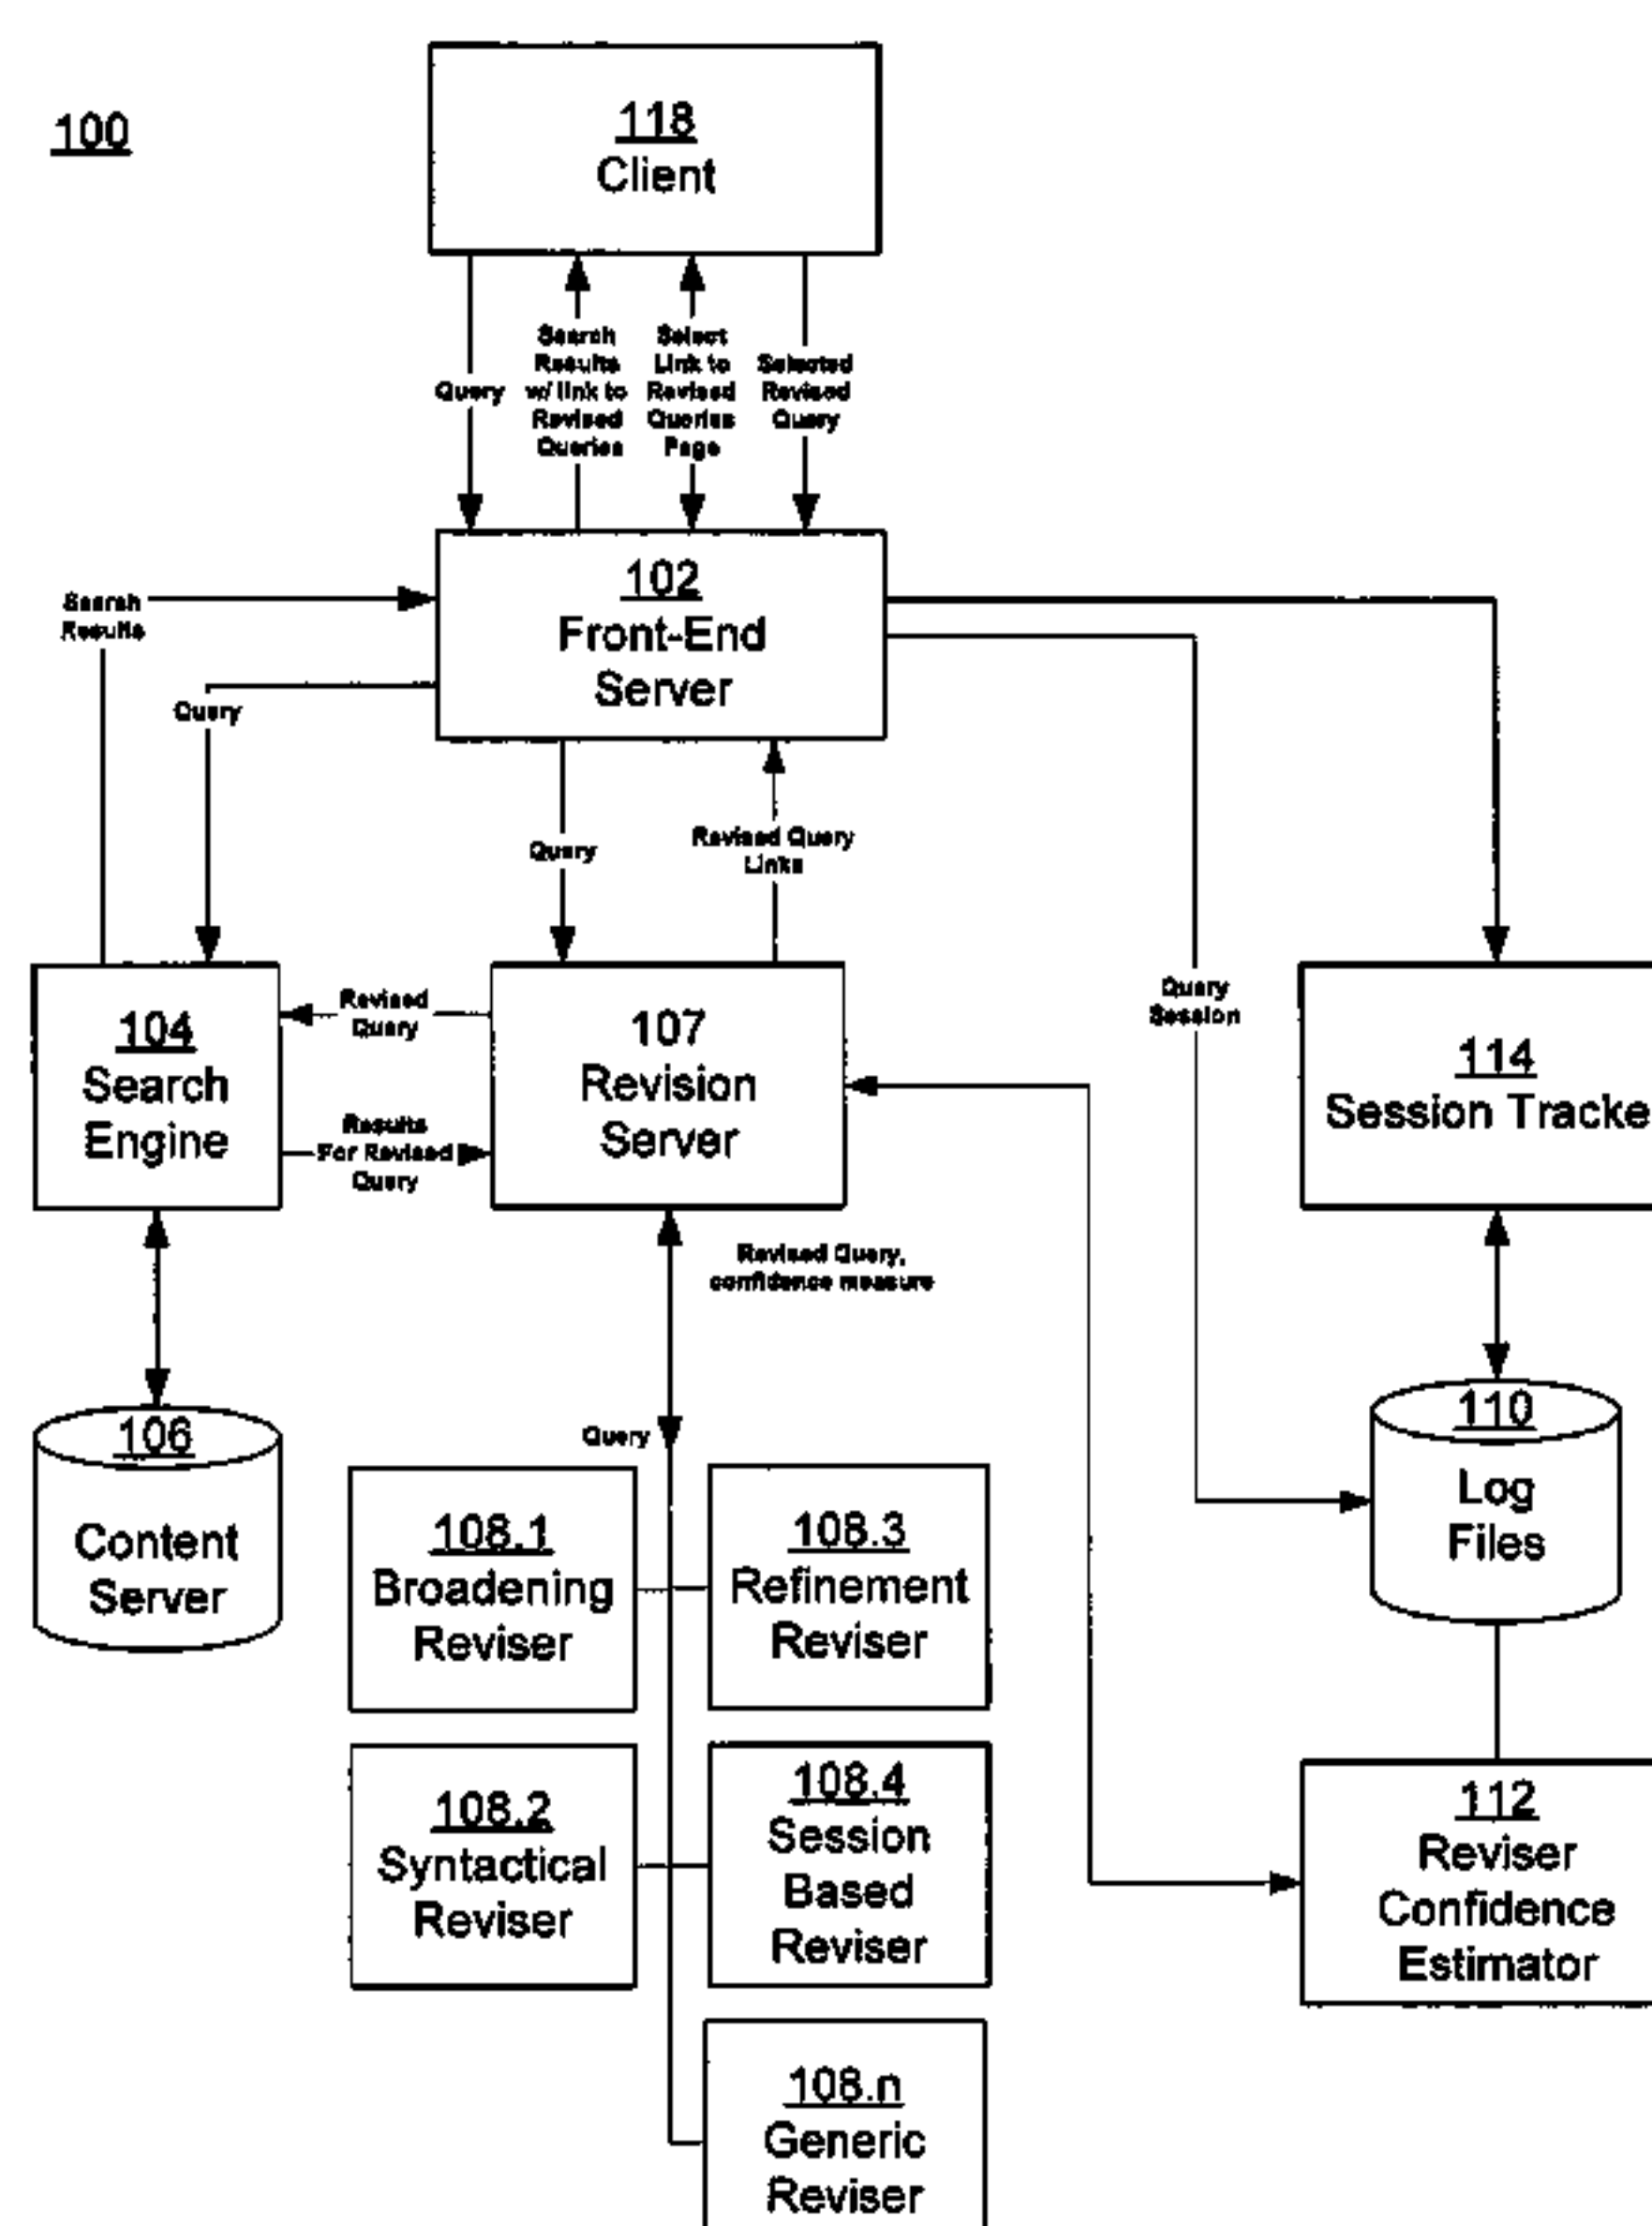 100
118
Client
Query
Search
Results
w/ link to
Revised
Queries
Select
Link to
Revised
Queries
Page
Selected
Revised
Query
102
Front-End
Server
Search
Results
Query
Query
Revised Query
Links
Query
Session
104
Search
Engine
Revised
Query
Results
For Revised
Query
107
Revision
Server
114
Session Tracke
Revised Query,
confidence measure
Query
106
Content
Server
110
Log
Files
108.1
Broadening
Reviser
108.3
Refinement
Reviser
108.2
Syntactical
Reviser
108.4
Session
Based
Reviser
112
Reviser
Confidence
Estimator
108.n
Generic
Reviser